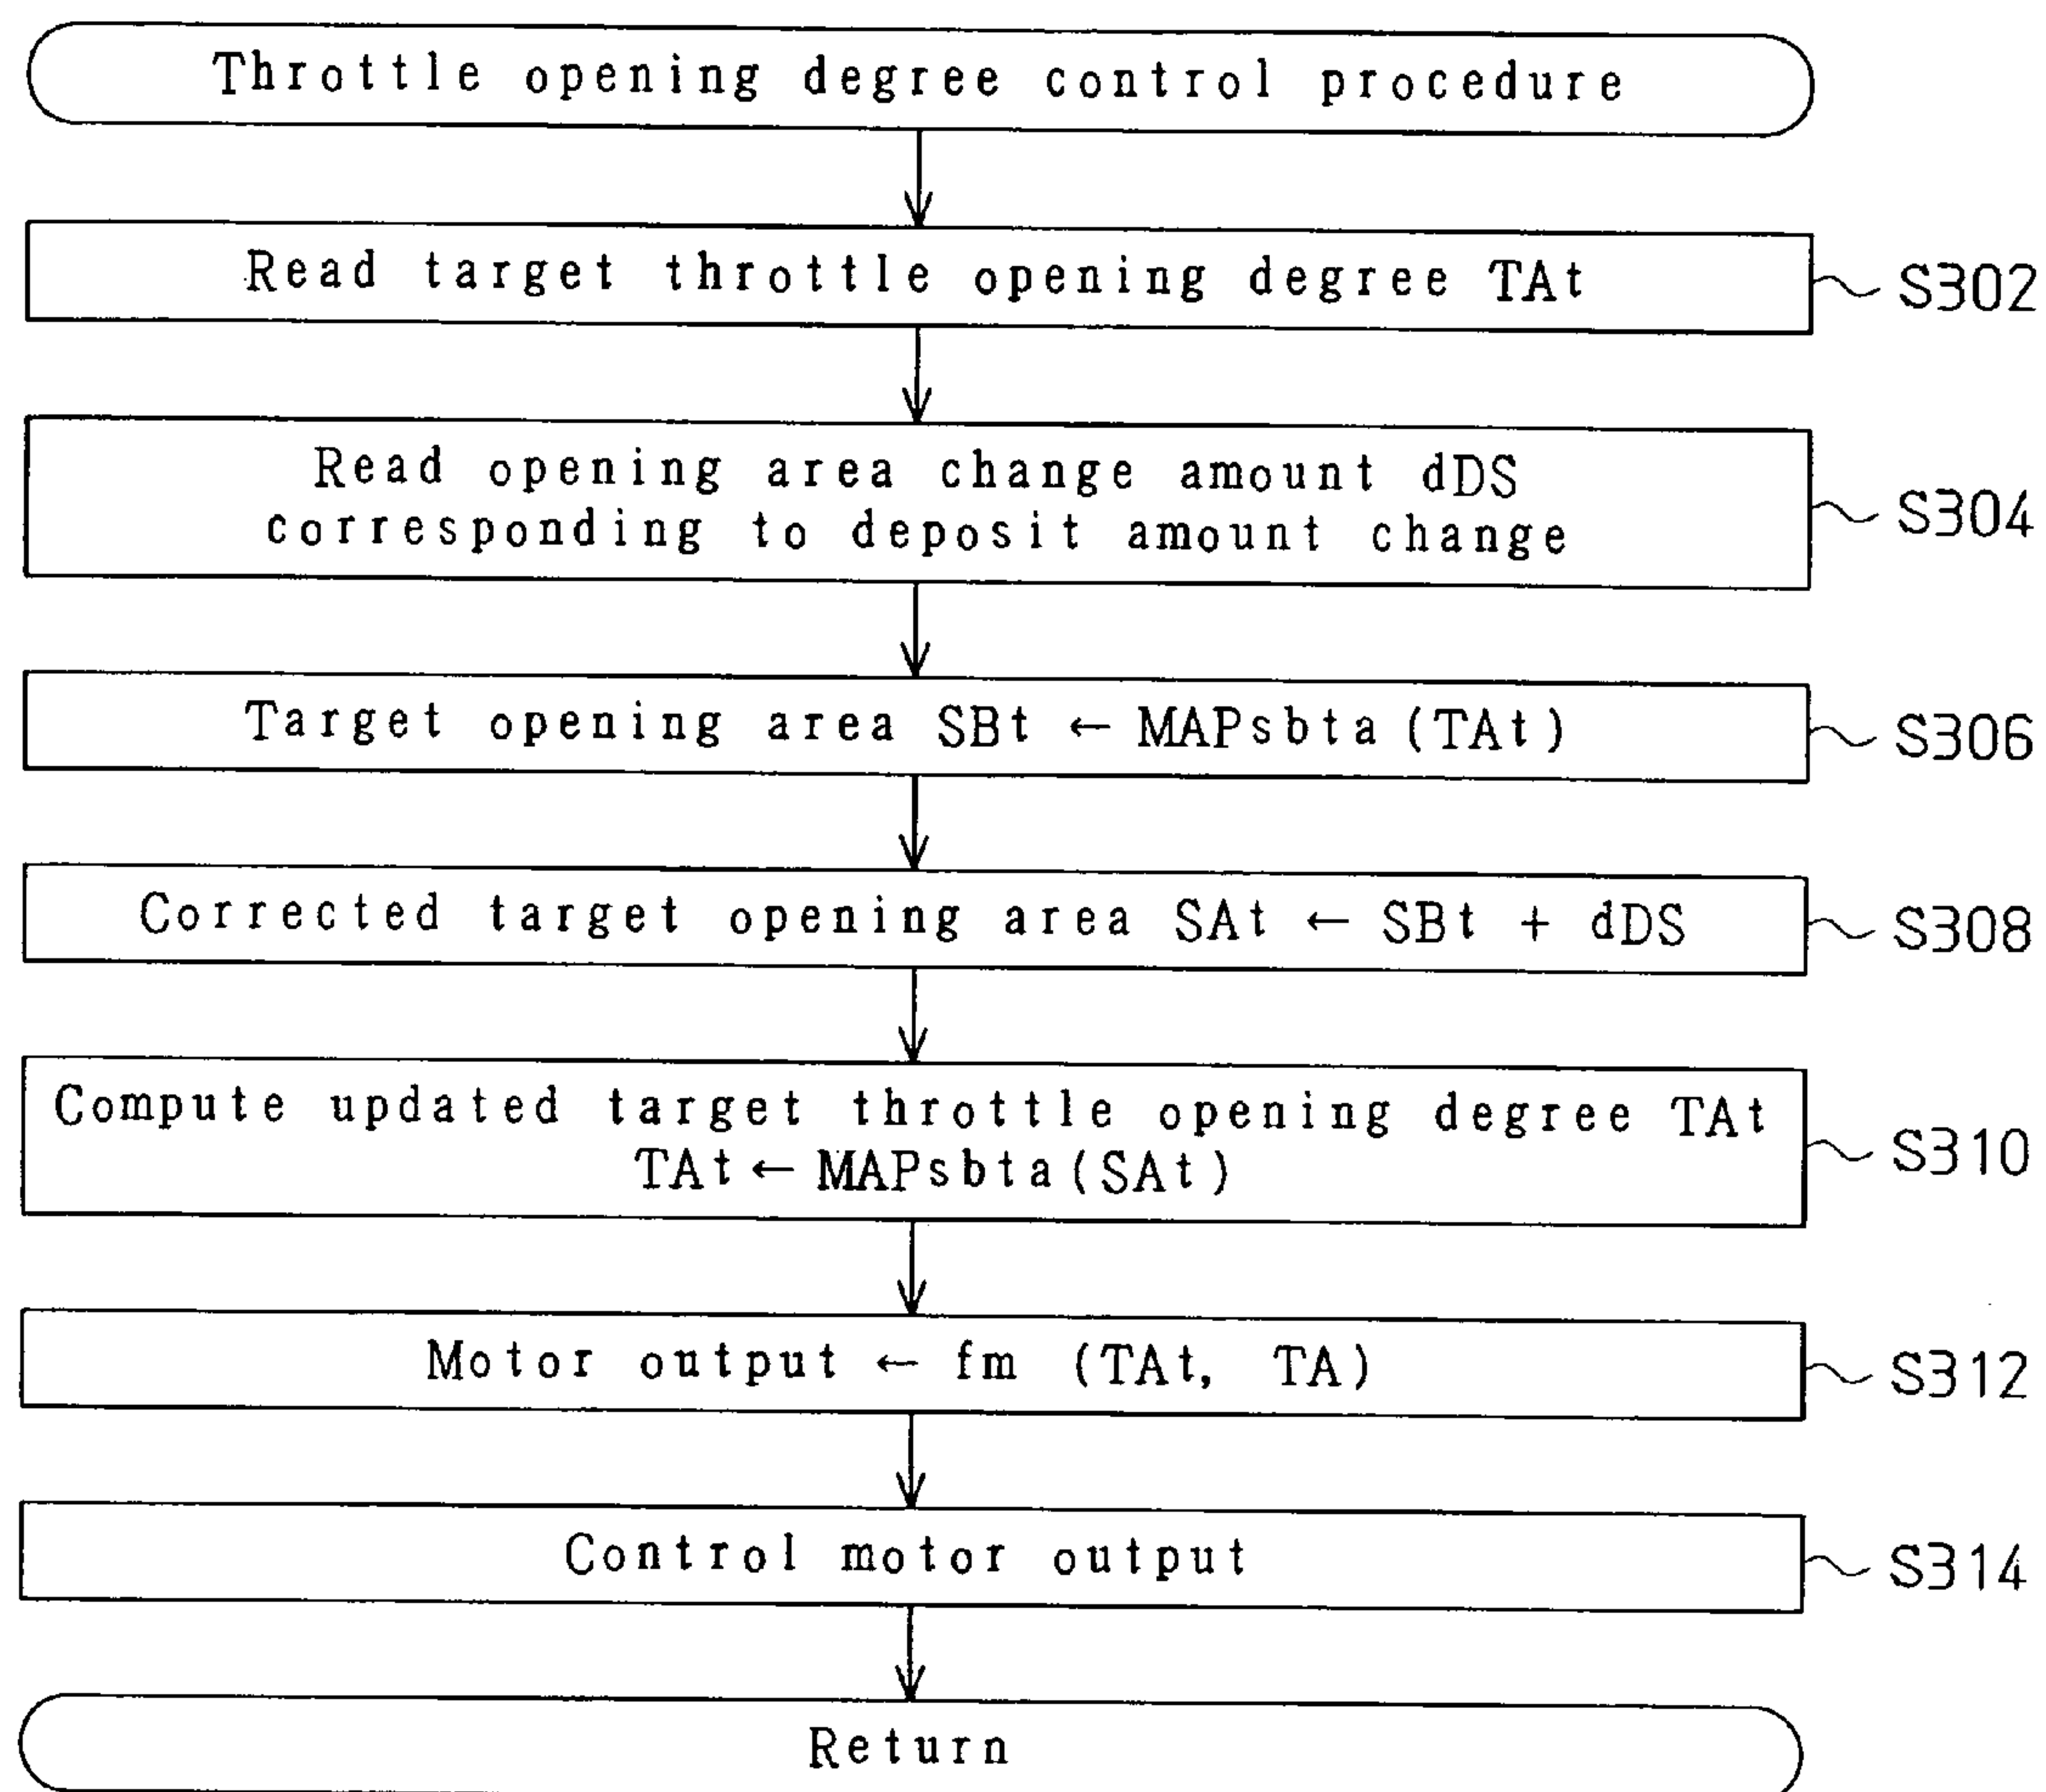 Throttle opening degree control procedure
Read target throttle opening degree TAt
S302
Read opening area change amount dDS
corresponding to deposit amount change
S304
Target opening area SBt ← MAPsbta (TAt)
S306
Corrected target opening area SAt ← SBt + dDS
S308
Compute updated target throttle opening degree TAt
TAt ← MAPsbta (SAt)
S310
Motor output ← fm (TAt, TA)
S312
Control motor output
S314
Return